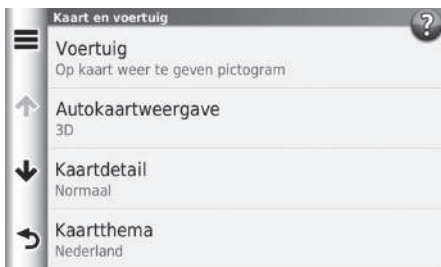 Kaart en voertuig
?
Voertuig
Op kaart weer te geven pictogram
Autokaartweergave
3D
Kaartdetail
Normaal
Kaartthema
Nederland